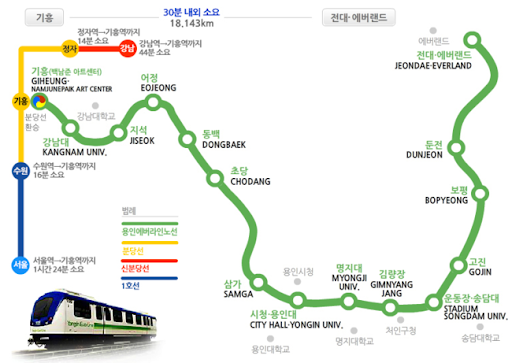 기흥
30분 내외 소요
18,143km
전대·에버랜드
정자역→기흥역까지
14분 소요
정자
강남
강남역→기흥역까지
44분 소요
기흥(백남준 아트센터)
GIHEUNG·
NAMJUNEPAIK ART CENTER
기흥
분당선
환승
강남대
KANGNAM UNIV.
강남대학교
지석
JISEOK
어정
EOJEONG
동백
DONGBAEK
초당
CHODANG
삼가
SAMGA
시청·용인대
CITY HALL·YONGIN UNIV.
용인시청
용인대학교
명지대
MYONGJI
UNIV.
명지대학교
김량장
GIMNYANG
JANG
처인구청
운동장·송담대
STADIUM
SONGDAM UNIV.
송담대학교
고진
GOJIN
보평
BOPYEONG
둔전
DUNJEON
에버랜드
전대·에버랜드
JEONDAE-EVERLAND
수원
수원역→기흥역까지
16분 소요
서울
서울역→기흥역까지
1시간 24분 소요
범례
용인에버라인노선
분당선
신분당선
1호선